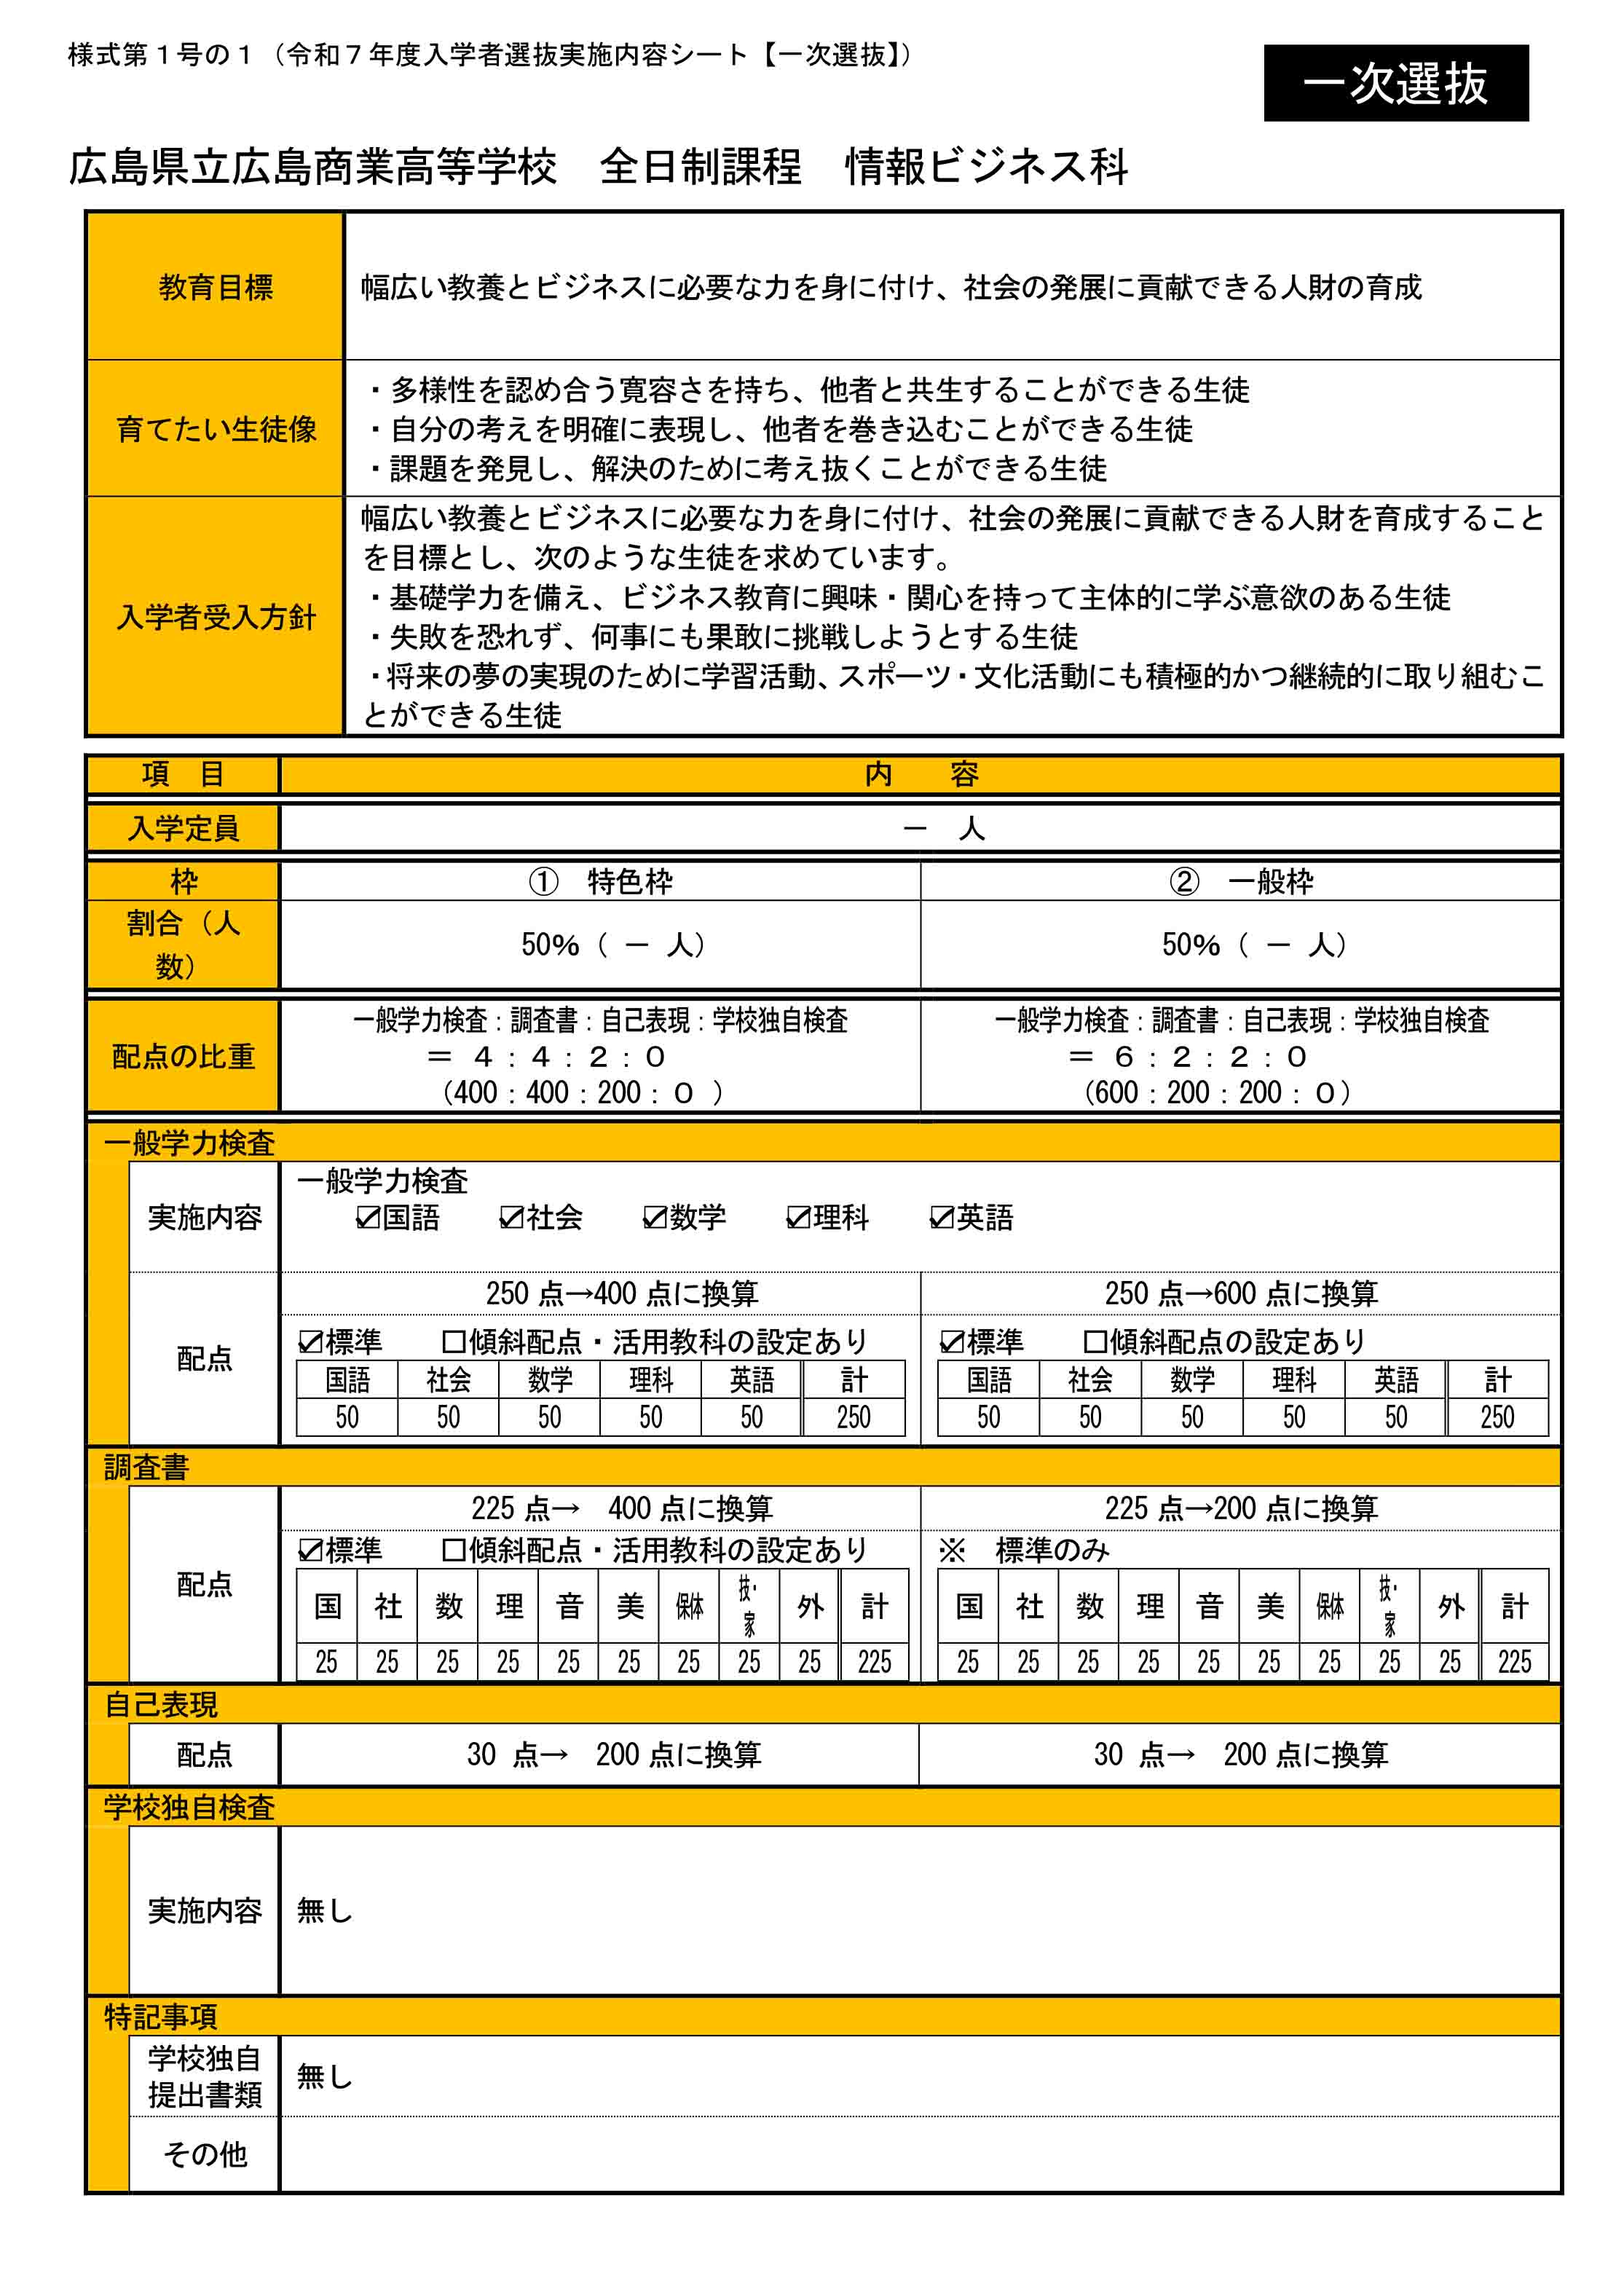 様式第１号の１（令和７年度入学者選抜実施内容シート【一次選抜】）
一次選抜
広島県立広島商業高等学校　全日制課程　情報ビジネス科
教育目標
幅広い教養とビジネスに必要な力を身に付け、社会の発展に貢献できる人財の育成
育てたい生徒像
・多様性を認め合う寛容さを持ち、他者と共生することができる生徒
・自分の考えを明確に表現し、他者を巻き込むことができる生徒
・課題を発見し、解決のために考え抜くことができる生徒
入学者受入方針
幅広い教養とビジネスに必要な力を身に付け、社会の発展に貢献できる人財を育成すること
を目標とし、次のような生徒を求めています。
・基礎学力を備え、ビジネス教育に興味・関心を持って主体的に学ぶ意欲のある生徒
・失敗を恐れず、何事にも果敢に挑戦しようとする生徒
・将来の夢の実現のために学習活動、スポーツ・文化活動にも積極的かつ継続的に取り組むこ
とができる生徒
項　目　内　　容
入学定員　－　人
枠　①　特色枠　②　一般枠
割合（人
数）
50%（ － 人）　50%（ － 人）
配点の比重
一般学力検査：調査書：自己表現：学校独自検査
＝ ４：４：２：０
（400：400：200：０ ）
一般学力検査：調査書：自己表現：学校独自検査
＝ ６：２：２：０
（600：200：200：０）
一般学力検査
実施内容
一般学力検査
☑国語　☑社会　☑数学　☑理科　☑英語
配点
250 点→400 点に換算　250 点→600 点に換算
☑標準　□傾斜配点・活用教科の設定あり　☑標準　□傾斜配点の設定あり
国語　社会　数学　理科　英語　計　国語　社会　数学　理科　英語　計
50　50　50　50　50　250　50　50　50　50　50　250
調査書
配点
225 点→　400 点に換算　225 点→200 点に換算
☑標準　□傾斜配点・活用教科の設定あり　※　標準のみ
国　社　数　理　音　美　保体　技・家　外　計　国　社　数　理　音　美　保体　技・家　外　計
25　25　25　25　25　25　25　25　25　225　25　25　25　25　25　25　25　25　25　225
自己表現
配点　30 点→　200 点に換算　30 点→　200 点に換算
学校独自検査
実施内容　無し
特記事項
学校独自
提出書類
無し
その他